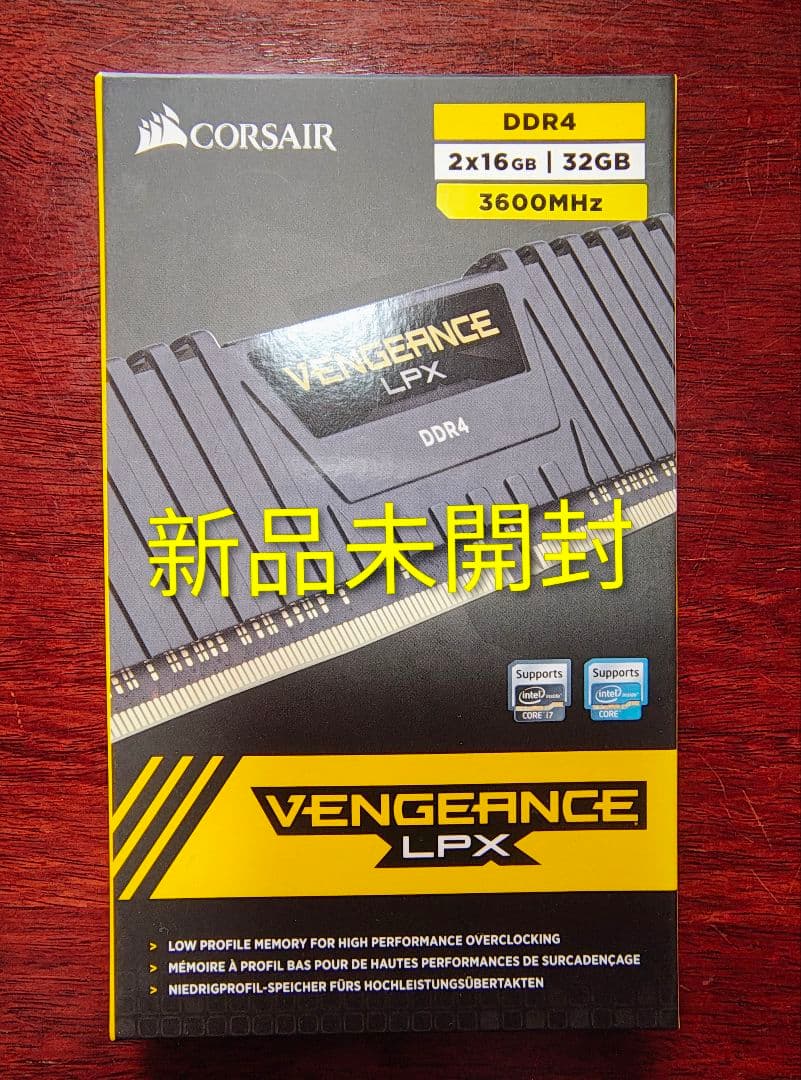 CORSAIR
DDR4
2x16GB | 32GB
3600MHz
VENGEANCE
LPX
DDR4
新品未開封
Supports
intel inside
CORE i7
Supports
intel inside
CORE
VENGEANCE
LPX
> LOW PROFILE MEMORY FOR HIGH PERFORMANCE OVERCLOCKING
> MÉMOIRE À PROFIL BAS POUR DE HAUTES PERFORMANCES DE SURCADENÇAGE
> NIEDRIGPROFIL-SPEICHER FÜRS HOCHLEISTUNGSÜBERTAKTEN